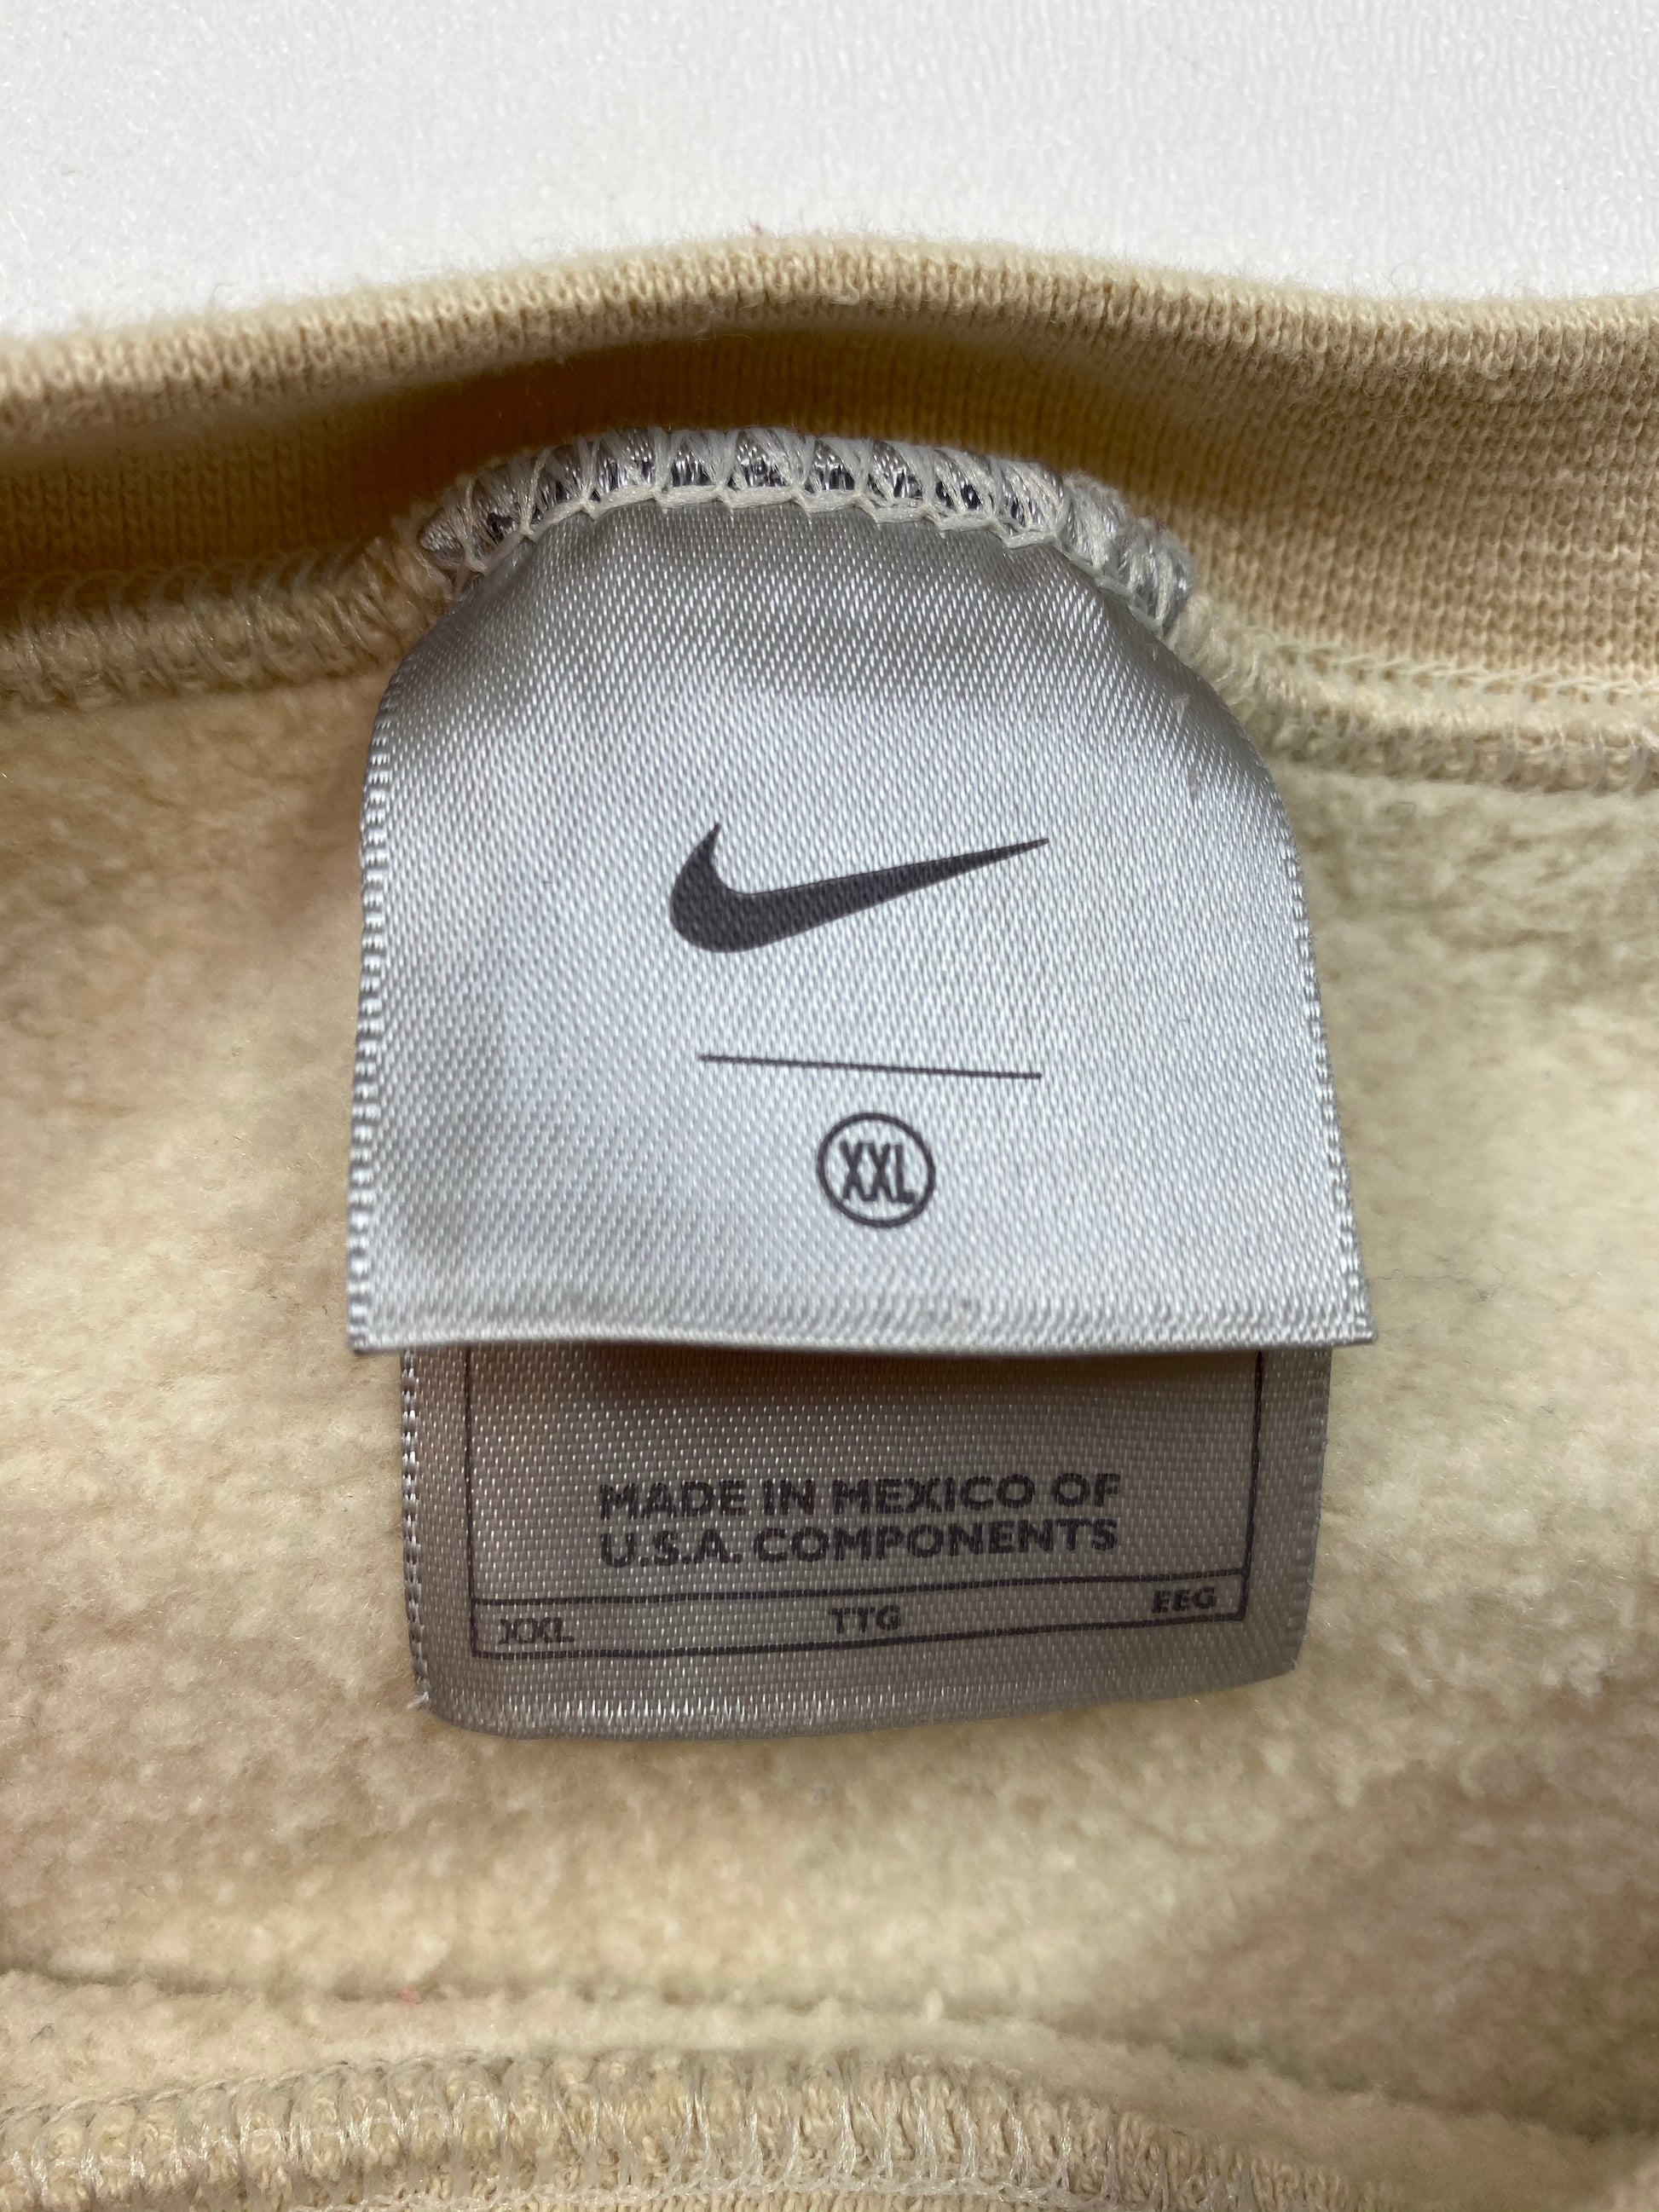 XXL
MADE IN MEXICO OF
U.S.A. COMPONENTS
XXL TTG EEG